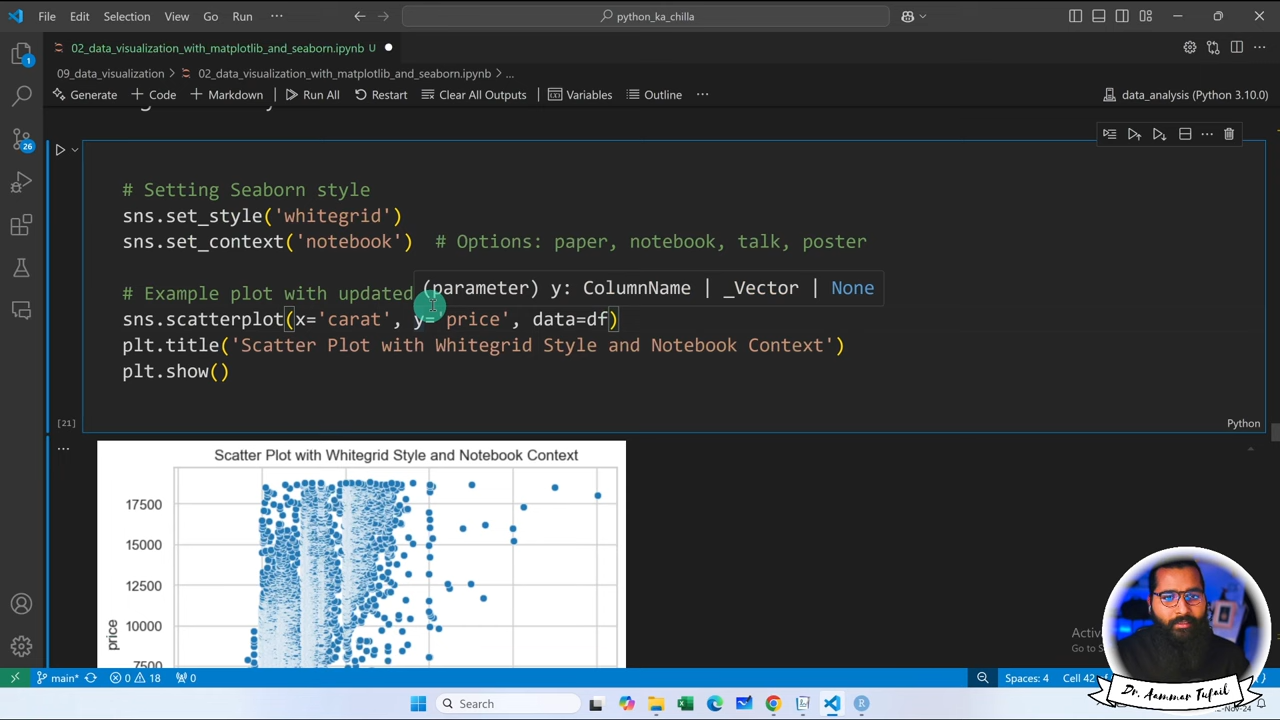 File Edit Selection View Go Run ···
python_ka_chilla
02_data_visualization_with_matplotlib_and_seaborn.ipynb U
09_data_visualization > 02_data_visualization_with_matplotlib_and_seaborn.ipynb > ...
Generate + Code + Markdown Run All Restart Clear All Outputs Variables Outline ··· data_analysis (Python 3.10.0)
# Setting Seaborn style
sns.set_style('whitegrid')
sns.set_context('notebook') # Options: paper, notebook, talk, poster
(parameter) y: ColumnName | _Vector | None
# Example plot with updated
sns.scatterplot(x='carat', y='price', data=df)
plt.title('Scatter Plot with Whitegrid Style and Notebook Context')
plt.show()
[21]
Python
Scatter Plot with Whitegrid Style and Notebook Context
17500
15000
12500
10000
7500
price
1
26
main* 0 18 0
Spaces: 4 Cell 42
Search
Dr. Aammar Tufail